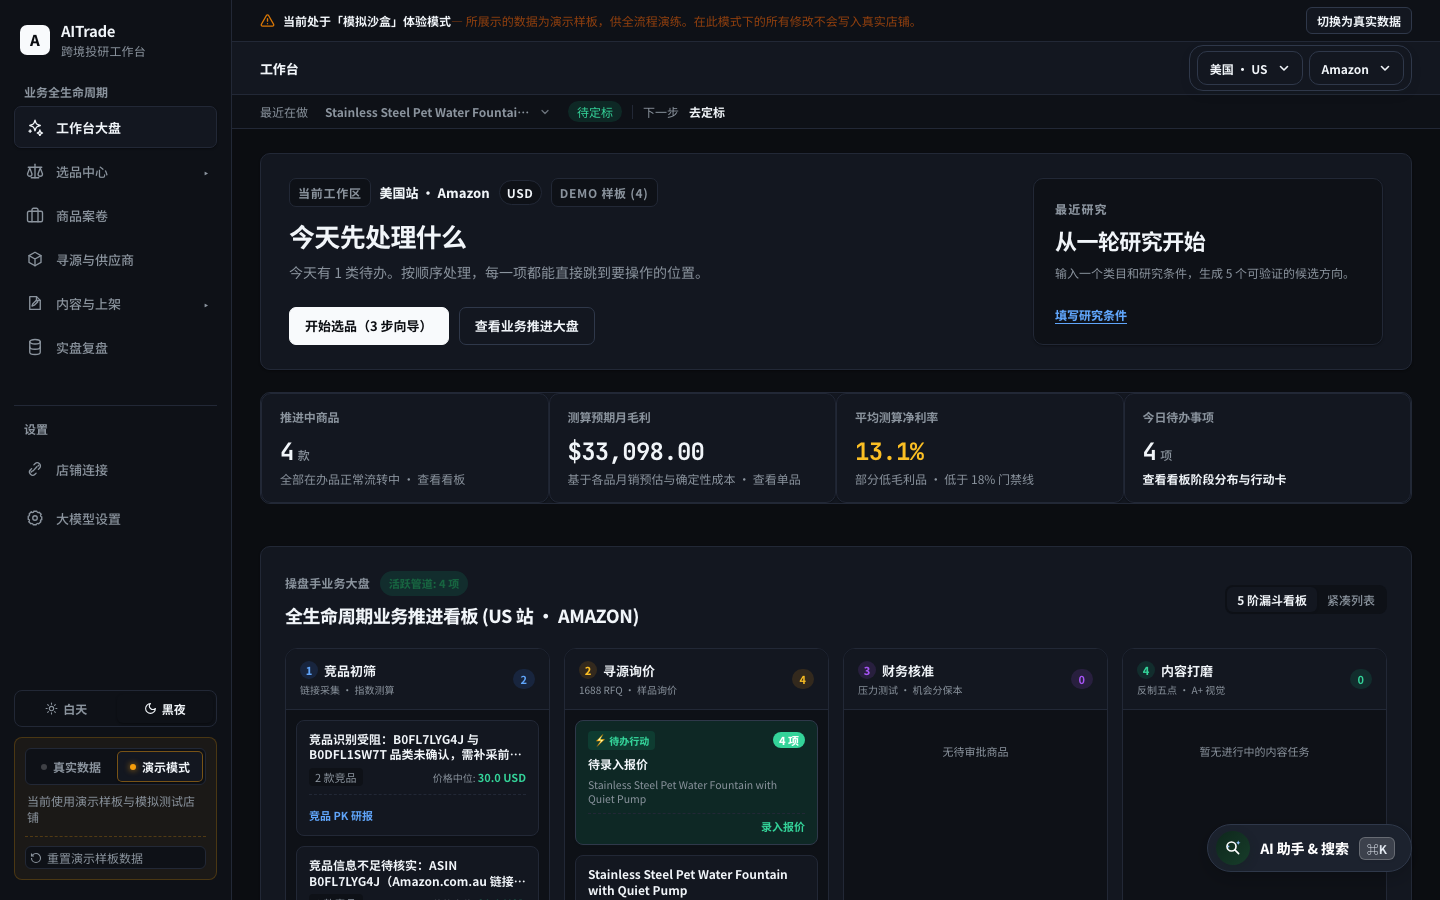 A
AITrade
跨境投研工作台
业务全生命周期
工作台大盘
选品中心
商品案卷
寻源与供应商
内容与上架
实盘复盘
设置
店铺连接
大模型设置
白天
黑夜
真实数据
演示模式
当前使用演示样板与模拟测试店铺
重置演示样板数据
当前处于「模拟沙盒」体验模式 — 所展示的数据为演示样板，供全流程演练。在此模式下的所有修改不会写入真实店铺。
切换为真实数据
工作台
美国 • US
Amazon
最近在做
Stainless Steel Pet Water Fountai…
待定标
下一步 去定标
当前工作区
美国站 • Amazon
USD
DEMO 样板 (4)
今天先处理什么
今天有 1 类待办。按顺序处理，每一项都能直接跳到要操作的位置。
开始选品（3 步向导）
查看业务推进大盘
最近研究
从一轮研究开始
输入一个类目和研究条件，生成 5 个可验证的候选方向。
填写研究条件
推进中商品
4 款
全部在办品正常流转中 • 查看看板
测算预期月毛利
$33,098.00
基于各品月销预估与确定性成本 • 查看单品
平均测算净利率
13.1%
部分低毛利品 • 低于 18% 门禁线
今日待办事项
4 项
查看看板阶段分布与行动卡
操盘手业务大盘
活跃管道: 4 项
全生命周期业务推进看板 (US 站 • AMAZON)
5 阶漏斗看板
紧凑列表
1 竞品初筛
链接采集 • 指数测算
2
竞品识别受阻：B0FL7LYG4J 与
B0DFL1SW7T 品类未确认，需补采前…
2 款竞品
价格中位: 30.0 USD
竞品 PK 研报
竞品信息不足待核实：ASIN
B0FL7LYG4J（Amazon.com.au 链接…
2 寻源询价
1688 RFQ • 样品询价
4
⚡ 待办行动
4 项
待录入报价
Stainless Steel Pet Water Fountain with
Quiet Pump
录入报价
Stainless Steel Pet Water Fountain
with Quiet Pump
3 财务核准
压力测试 • 机会分保本
0
无待审批商品
4 内容打磨
反制五点 • A+ 视觉
0
暂无进行中的内容任务
AI 助手 & 搜索
⌘K